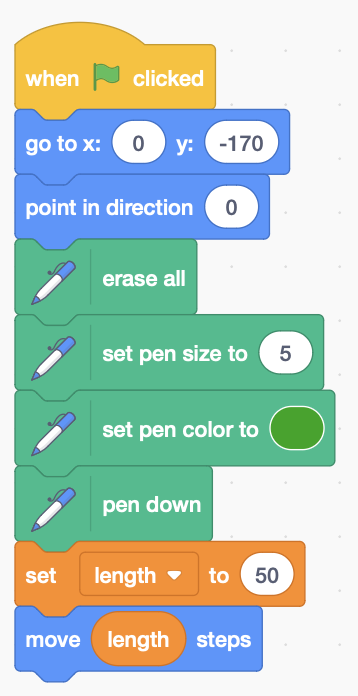 when clicked
go to x: 0 y: -170
point in direction 0
erase all
set pen size to 5
set pen color to
pen down
set length to 50
move length steps